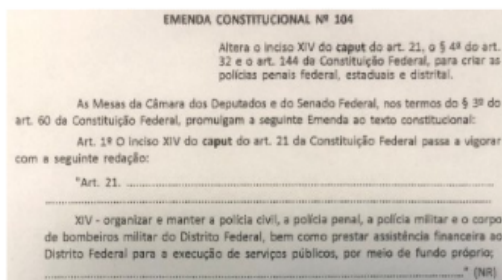 EMENDA CONSTITUCIONAL Nº 104
Altera o inciso XIV do caput do art. 21, o § 4º do art.
32 e o art. 144 da Constituição Federal, para criar as
polícias penais federal, estaduais e distrital.
As Mesas da Câmara dos Deputados e do Senado Federal, nos termos do § 3º do
art. 60 da Constituição Federal, promulgam a seguinte Emenda ao texto constitucional:
Art. 1º O inciso XIV do caput do art. 21 da Constituição Federal passa a vigorar
com a seguinte redação:
"Art. 21. ................................................................
................................................................
XIV - organizar e manter a polícia civil, a polícia penal, a polícia militar e o corpo
de bombeiros militar do Distrito Federal, bem como prestar assistência financeira ao
Distrito Federal para a execução de serviços públicos, por meio de fundo próprio;
................................................................" (NR)